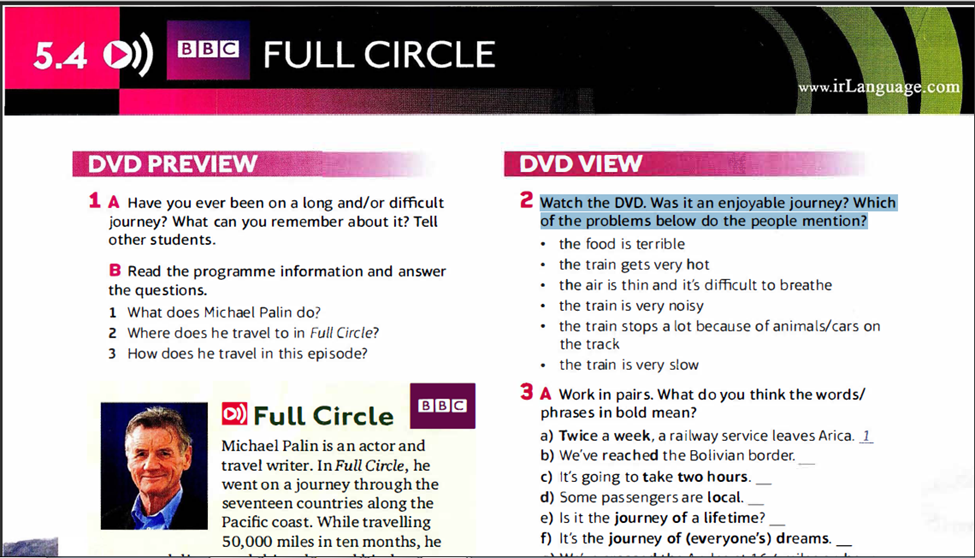 5.4 BBC FULL CIRCLE
www.irLanguage.com
DVD PREVIEW
1 A Have you ever been on a long and/or difficult
journey? What can you remember about it? Tell
other students.
B Read the programme information and answer
the questions.
1 What does Michael Palin do?
2 Where does he travel to in Full Circle?
3 How does he travel in this episode?
Full Circle BBC
Michael Palin is an actor and
travel writer. In Full Circle, he
went on a journey through the
seventeen countries along the
Pacific coast. While travelling
50,000 miles in ten months, he
DVD VIEW
2 Watch the DVD. Was it an enjoyable journey? Which
of the problems below do the people mention?
• the food is terrible
• the train gets very hot
• the air is thin and it's difficult to breathe
• the train is very noisy
• the train stops a lot because of animals/cars on
the track
• the train is very slow
3 A Work in pairs. What do you think the words/
phrases in bold mean?
a) Twice a week, a railway service leaves Arica. 1
b) We've reached the Bolivian border. __
c) It's going to take two hours. __
d) Some passengers are local. __
e) Is it the journey of a lifetime? __
f) It's the journey of (everyone's) dreams. __